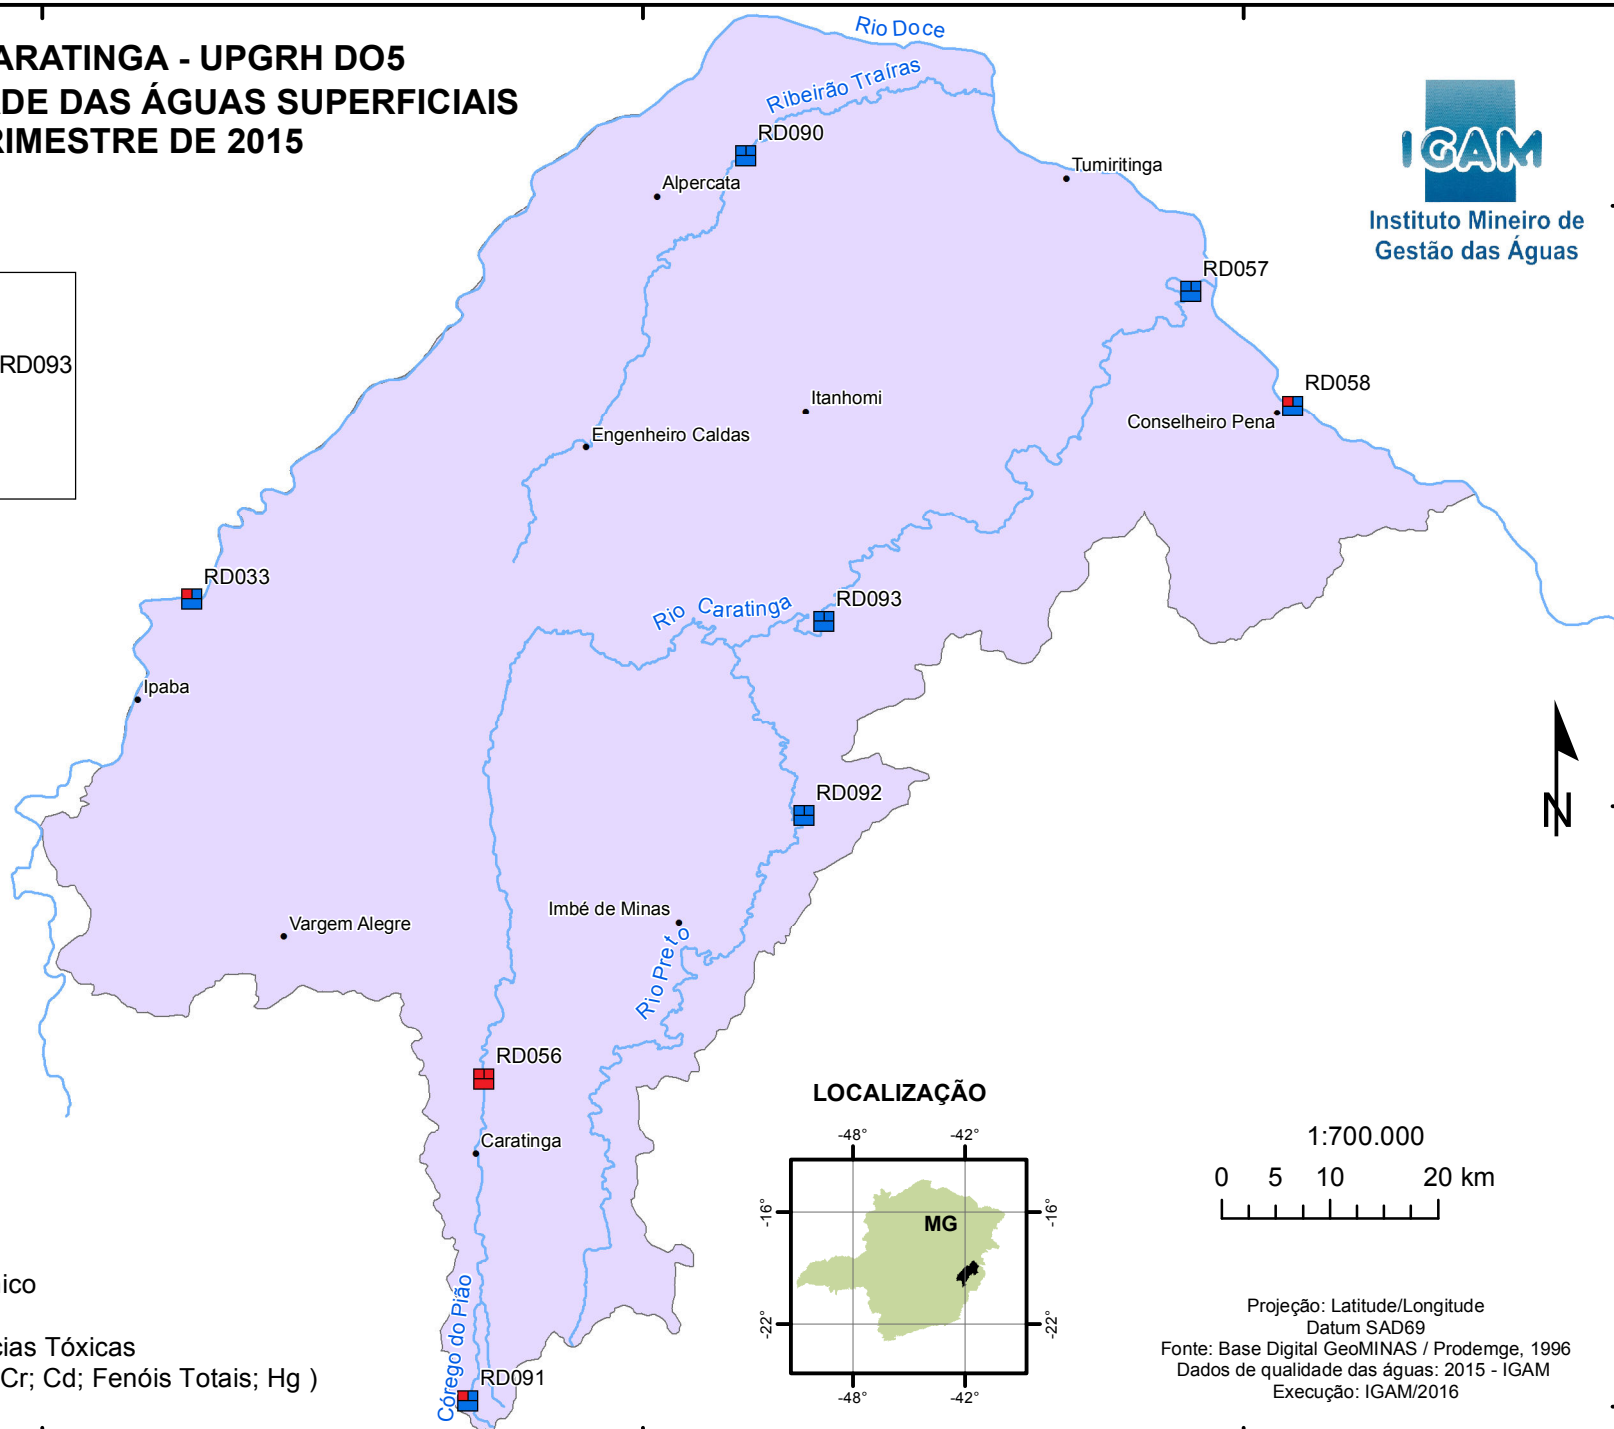 ARATINGA - UPGRH DO5
ADE DAS ÁGUAS SUPERFICIAIS
RIMESTRE DE 2015
Rio Doce
Ribeirão Traíras
RD090
Alpercata
Tumiritinga
IGAM
Instituto Mineiro de
Gestão das Águas
RD057
RD093
RD058
Itanhomi
Conselheiro Pena
Engenheiro Caldas
RD033
Rio Caratinga
RD093
Ipaba
RD092
N
Imbé de Minas
Vargem Alegre
Rio Preto
RD056
Caratinga
LOCALIZAÇÃO
-48° -42°
-16° -16°
MG
-22° -22°
-48° -42°
1:700.000
0 5 10 20 km
Projeção: Latitude/Longitude
Datum SAD69
Fonte: Base Digital GeoMINAS / Prodemge, 1996
Dados de qualidade das águas: 2015 - IGAM
Execução: IGAM/2016
ico
cias Tóxicas
Cr; Cd; Fenóis Totais; Hg )
Córrego do Pião
RD091